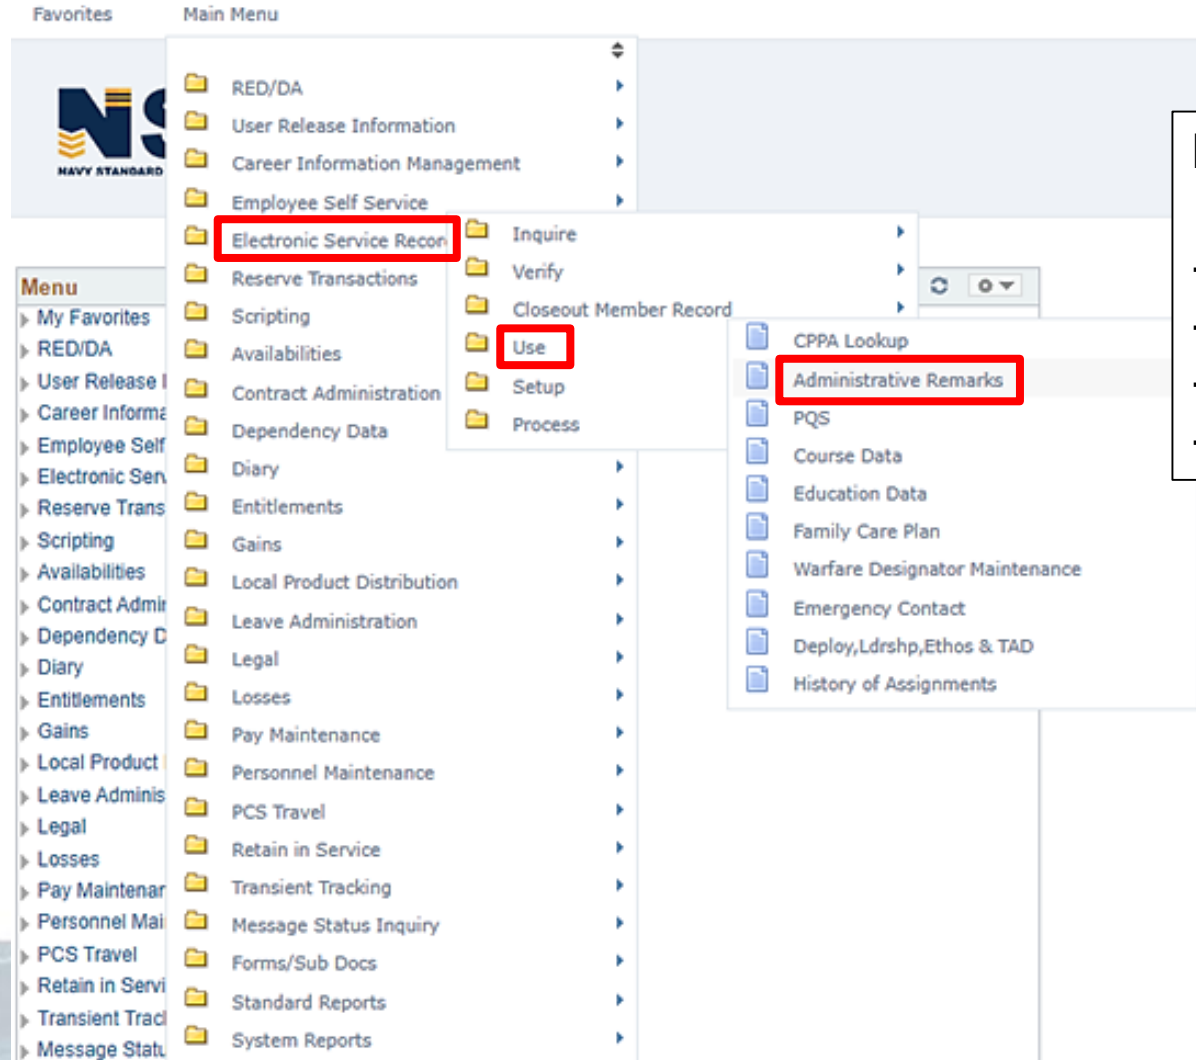 Favorites Main Menu
NAVY STANDARD
RED/DA
User Release Information
Career Information Management
Employee Self Service
Electronic Service Recor
Reserve Transactions
Scripting
Availabilities
Contract Administration
Dependency Data
Diary
Entitlements
Gains
Local Product Distribution
Leave Administration
Legal
Losses
Pay Maintenance
Personnel Maintenance
PCS Travel
Retain in Service
Transient Tracking
Message Status Inquiry
Forms/Sub Docs
Standard Reports
System Reports
Inquire
Verify
Closeout Member Record
Use
Setup
Process
CPPA Lookup
Administrative Remarks
PQS
Course Data
Education Data
Family Care Plan
Warfare Designator Maintenance
Emergency Contact
Deploy,Ldrshp,Ethos & TAD
History of Assignments
Menu
My Favorites
RED/DA
User Release
Career Informa
Employee Self
Electronic Serv
Reserve Trans
Scripting
Availabilities
Contract Admin
Dependency D
Diary
Entitlements
Gains
Local Product
Leave Adminis
Legal
Losses
Pay Maintenan
Personnel Mai
PCS Travel
Retain in Servi
Transient Tracl
Message Statu